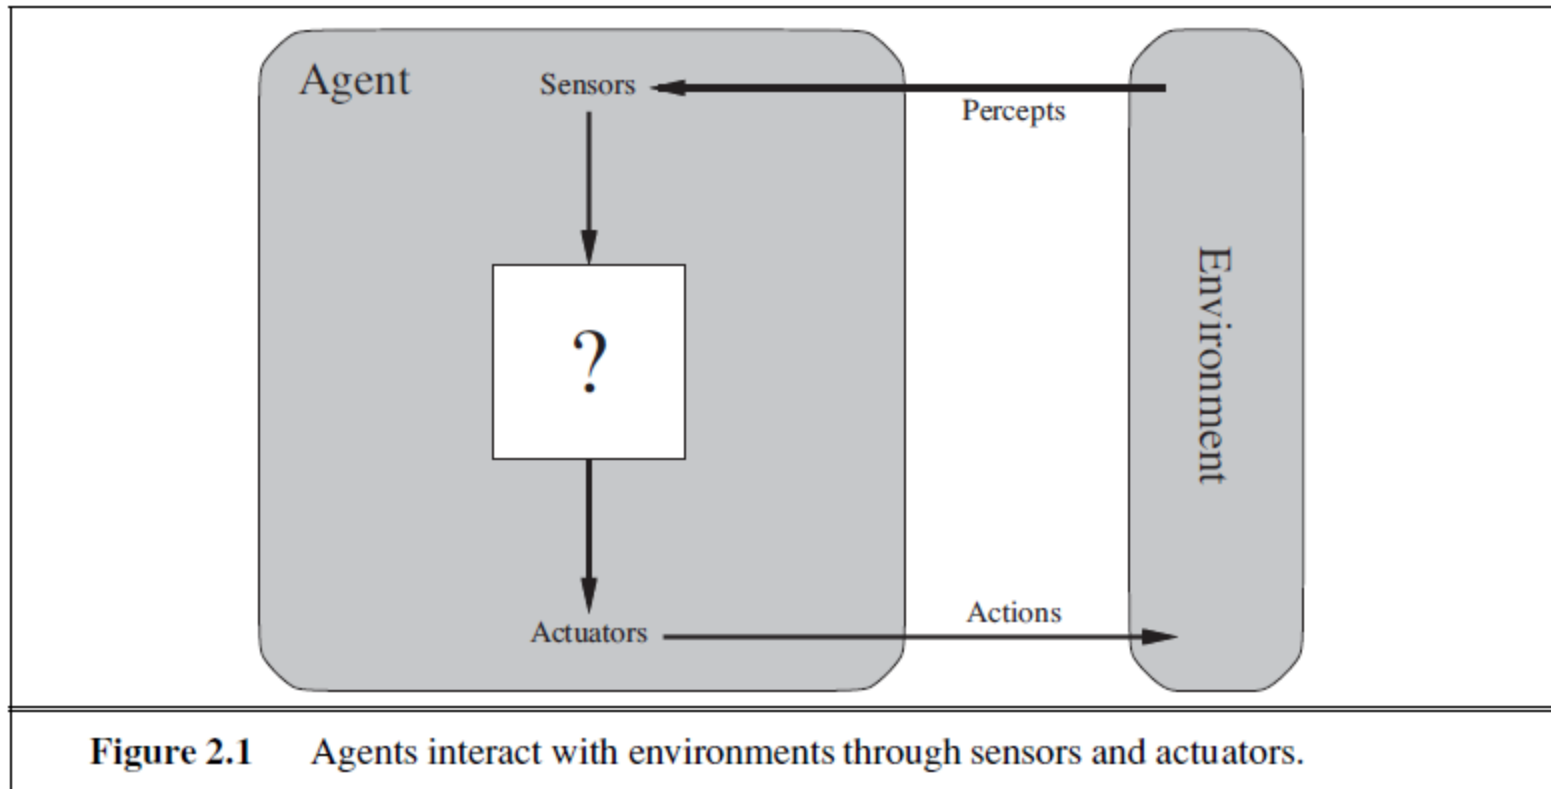 Agent
Sensors
Percepts
?
Environment
Actuators
Actions
Figure 2.1 Agents interact with environments through sensors and actuators.